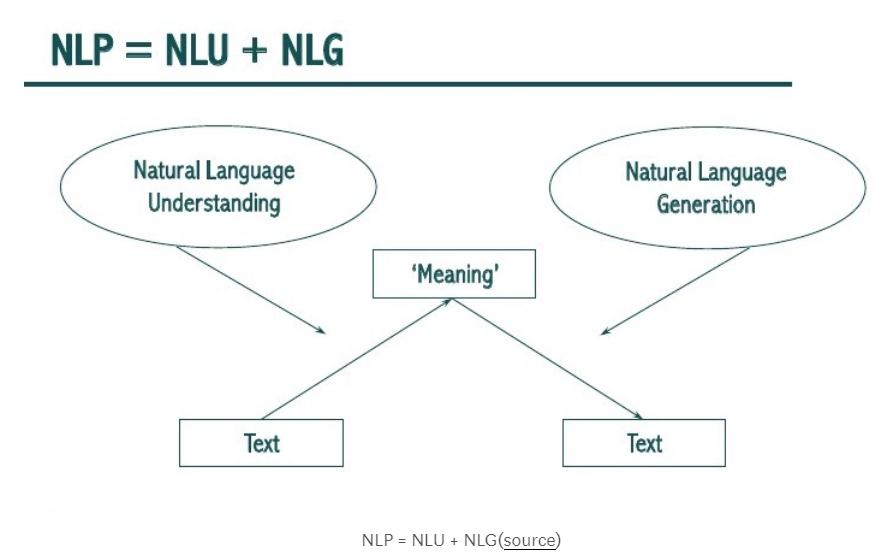 NLP = NLU + NLG
Natural Language
Understanding
Natural Language
Generation
‘Meaning’
Text
Text
NLP = NLU + NLG(source)